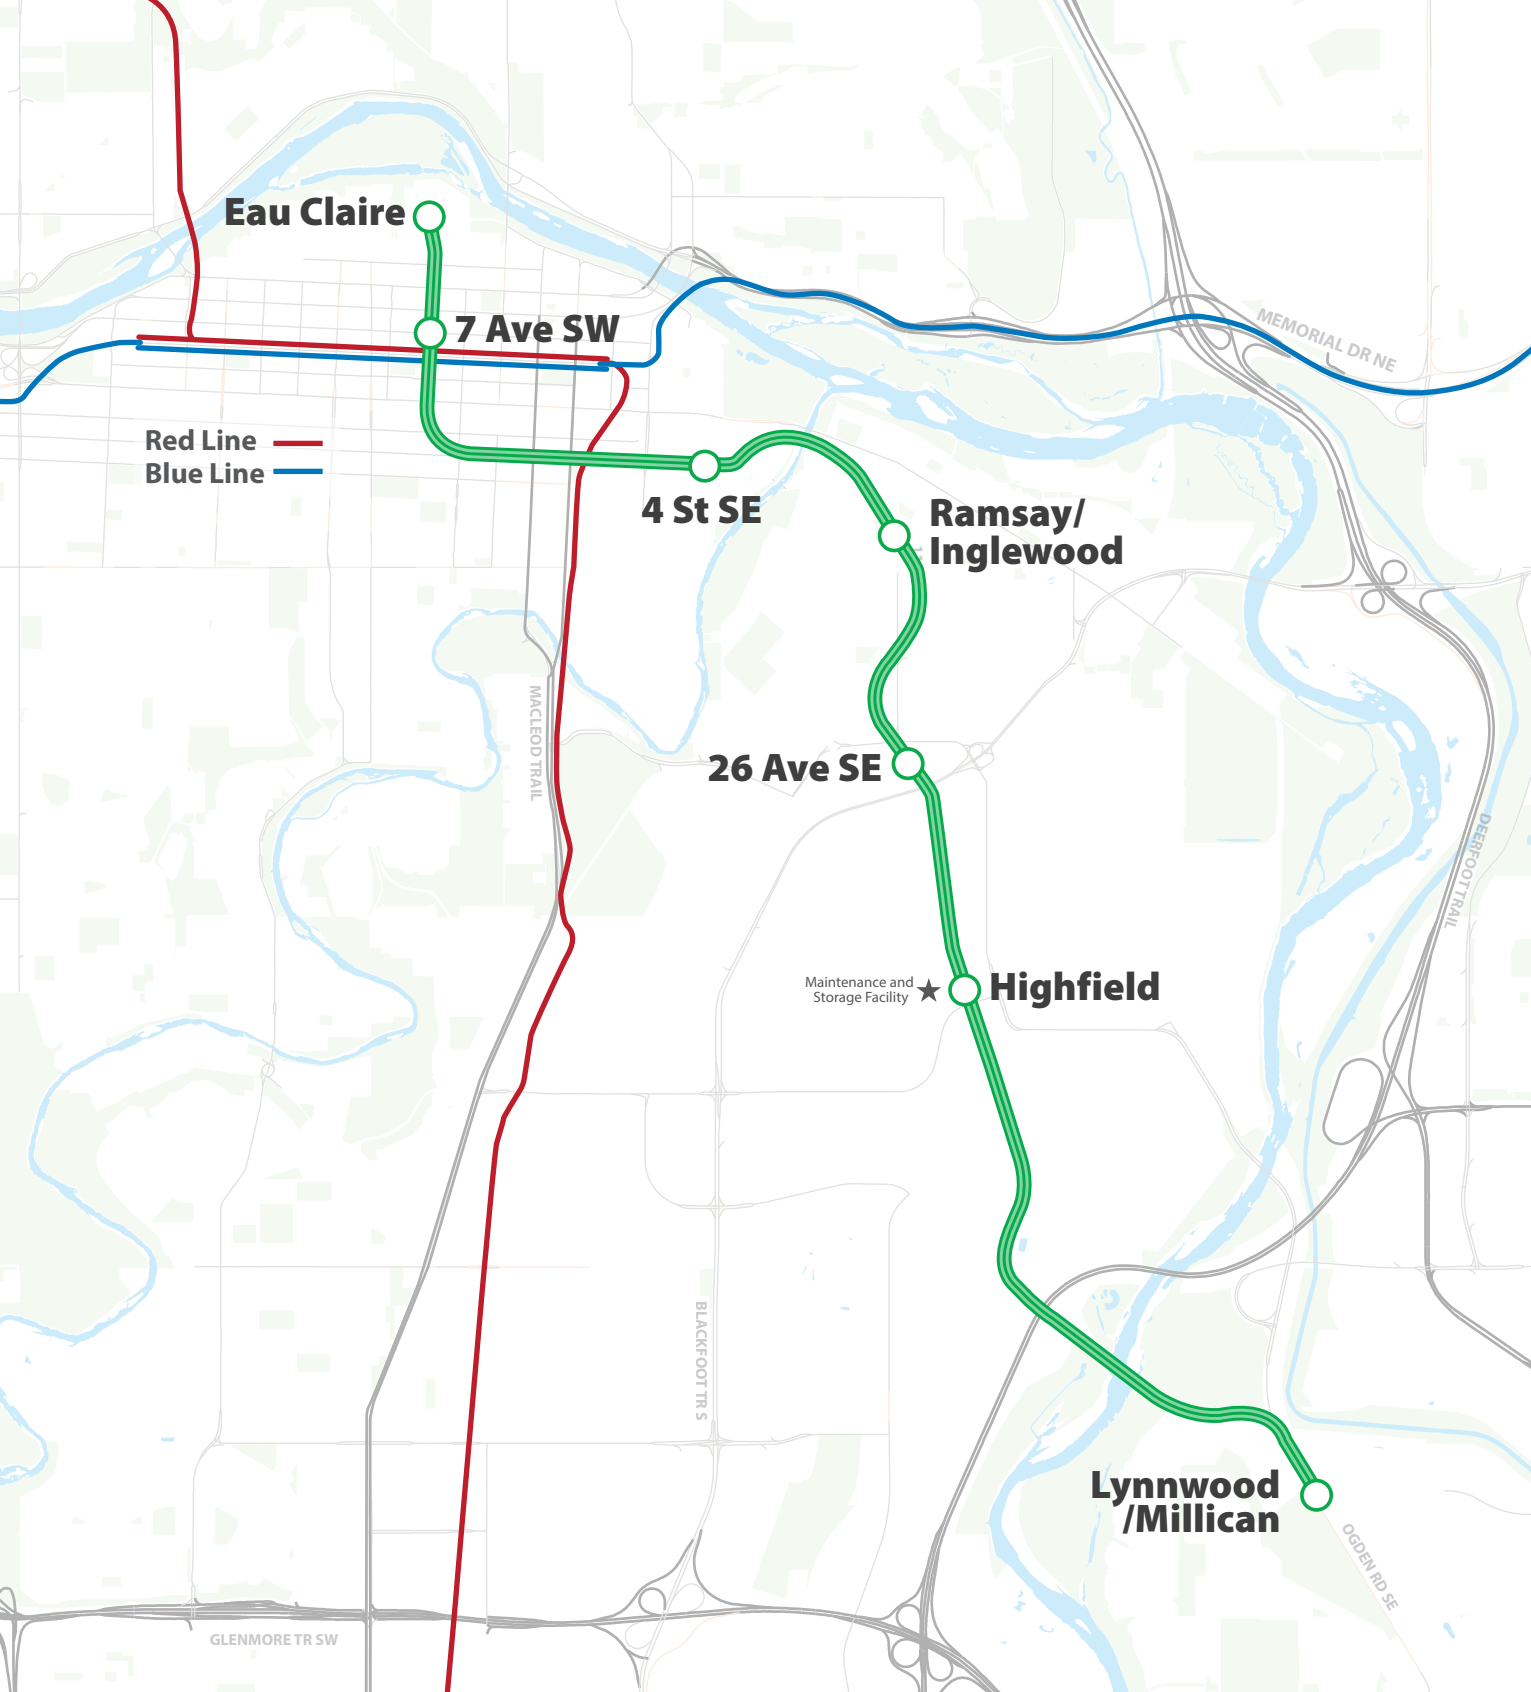 Eau Claire
7 Ave SW
MEMORIAL DR NE
Red Line
Blue Line
4 St SE
Ramsay/
Inglewood
MACLEOD TRAIL
26 Ave SE
DEERFOOT TRAIL
Maintenance and
Storage Facility
Highfield
BLACKFOOT TR S
Lynnwood
/Millican
OGDEN RD SE
GLENMORE TR SW